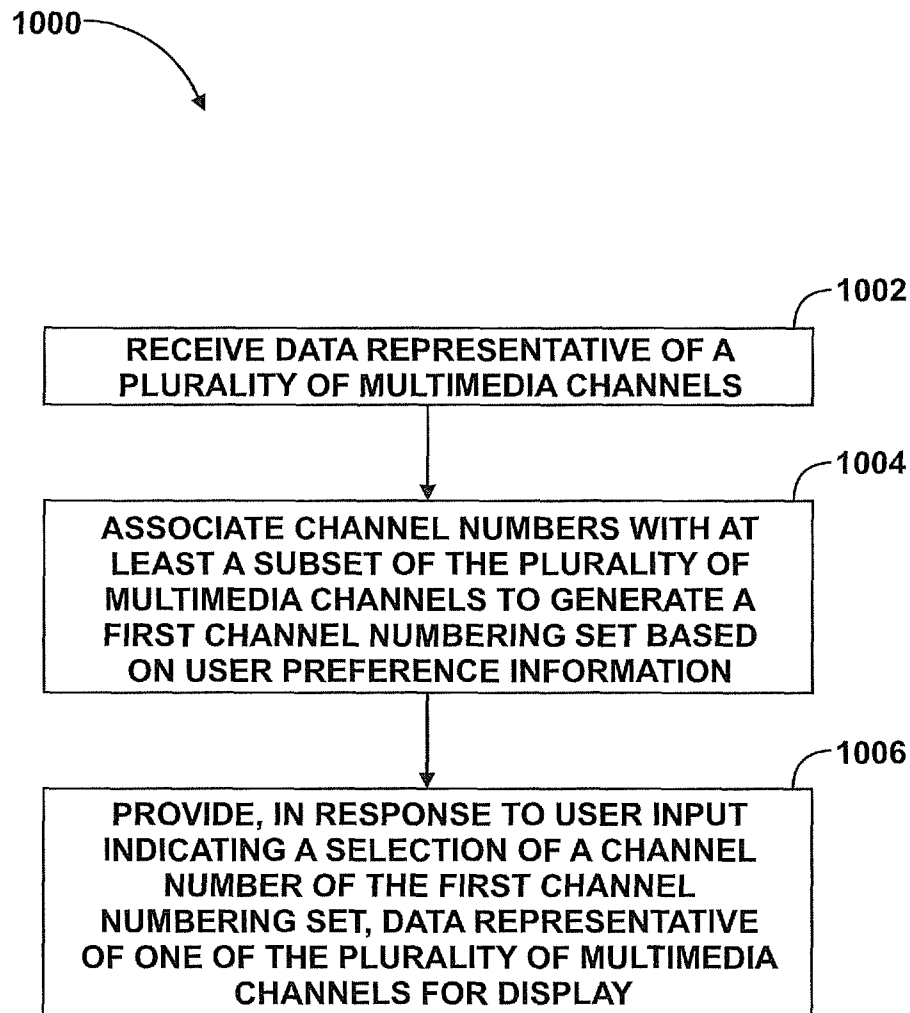 1000
1002
RECEIVE DATA REPRESENTATIVE OF A
PLURALITY OF MULTIMEDIA CHANNELS
1004
ASSOCIATE CHANNEL NUMBERS WITH AT
LEAST A SUBSET OF THE PLURALITY OF
MULTIMEDIA CHANNELS TO GENERATE A
FIRST CHANNEL NUMBERING SET BASED
ON USER PREFERENCE INFORMATION
1006
PROVIDE, IN RESPONSE TO USER INPUT
INDICATING A SELECTION OF A CHANNEL
NUMBER OF THE FIRST CHANNEL
NUMBERING SET, DATA REPRESENTATIVE
OF ONE OF THE PLURALITY OF MULTIMEDIA
CHANNELS FOR DISPLAY